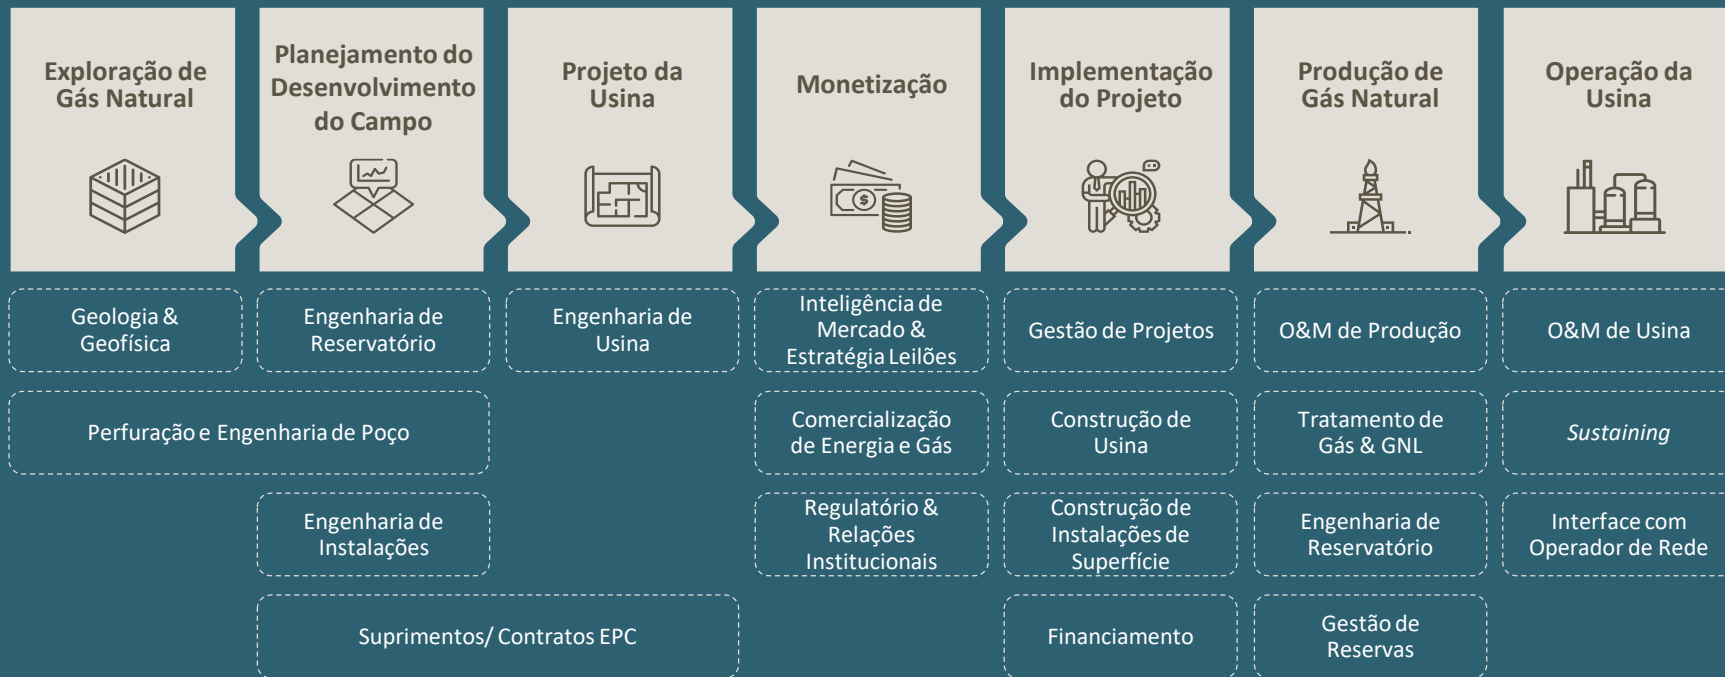 Exploração de
Gás Natural
Planejamento do
Desenvolvimento
do Campo
Projeto da
Usina
Monetização
Implementação
do Projeto
Produção de
Gás Natural
Operação da
Usina
$
Geologia &
Geofísica
Engenharia de
Reservatório
Engenharia de
Usina
Inteligência de
Mercado &
Estratégia Leilões
Gestão de Projetos
O&M de Produção
O&M de Usina
Perfuração e Engenharia de Poço
Comercialização
de Energia e Gás
Construção de
Usina
Tratamento de
Gás & GNL
Sustaining
Engenharia de
Instalações
Regulatório &
Relações
Institucionais
Construção de
Instalações de
Superfície
Engenharia de
Reservatório
Interface com
Operador de Rede
Suprimentos/ Contratos EPC
Financiamento
Gestão de
Reservas